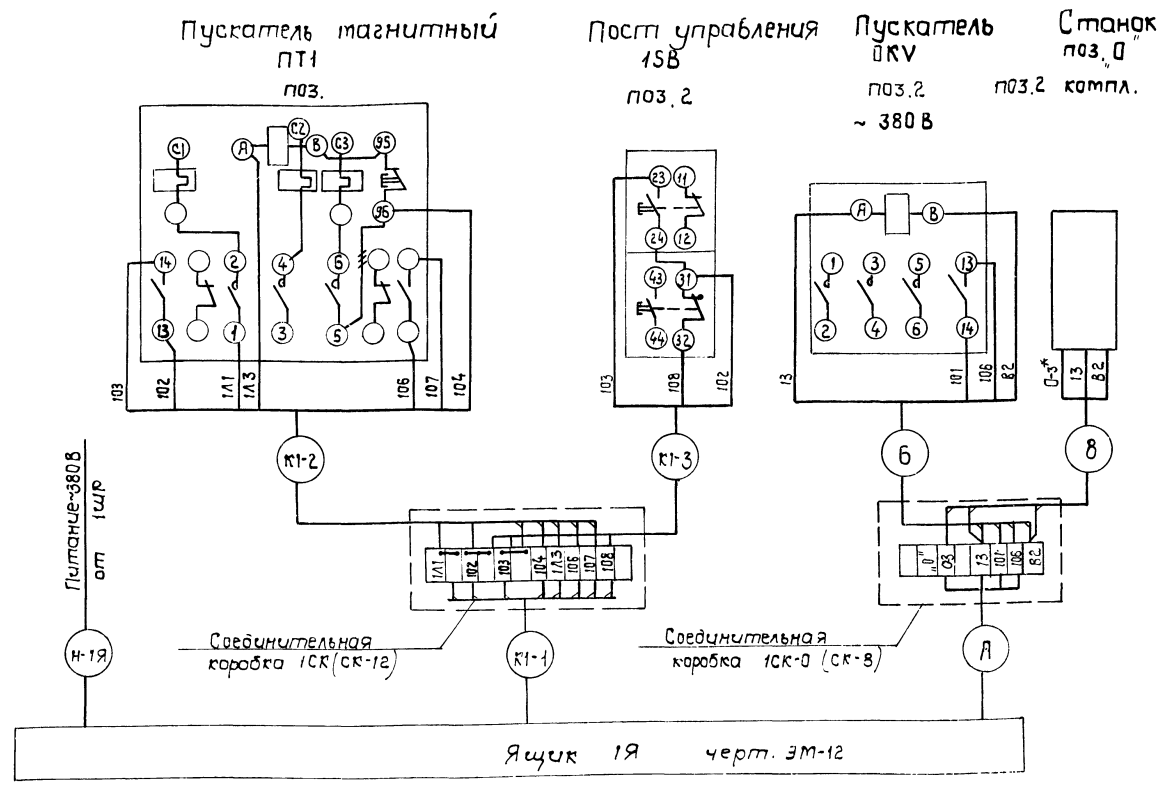 Пускатель магнитный
ПТ1
поз.
Пост управления
1SB
поз. 2
Пускатель
0KV
поз.2
~ 380 В
Станок
поз. „0"
поз.2 компл.
С1
А
С2
В
С3
95
96
14
2
4
6
13
1
3
5
103
102
1Л1
1Л3
106
107
104
23
11
24
12
43
31
44
32
103
108
102
А
В
1
3
5
13
2
4
6
14
13
101
106
В2
0-3*
13
В2
К1-2
К1-3
6
8
Питание~380В
от 1ШР
1Л1
102
103
104
1Л3
106
107
108
„0"
03
13
101
106
В2
Соединительная
коробка 1СК (СК-12)
Соединительная
коробка 1СК-0 (СК-8)
Н-1Я
К1-1
А
Ящик 1Я черт. ЭМ-12